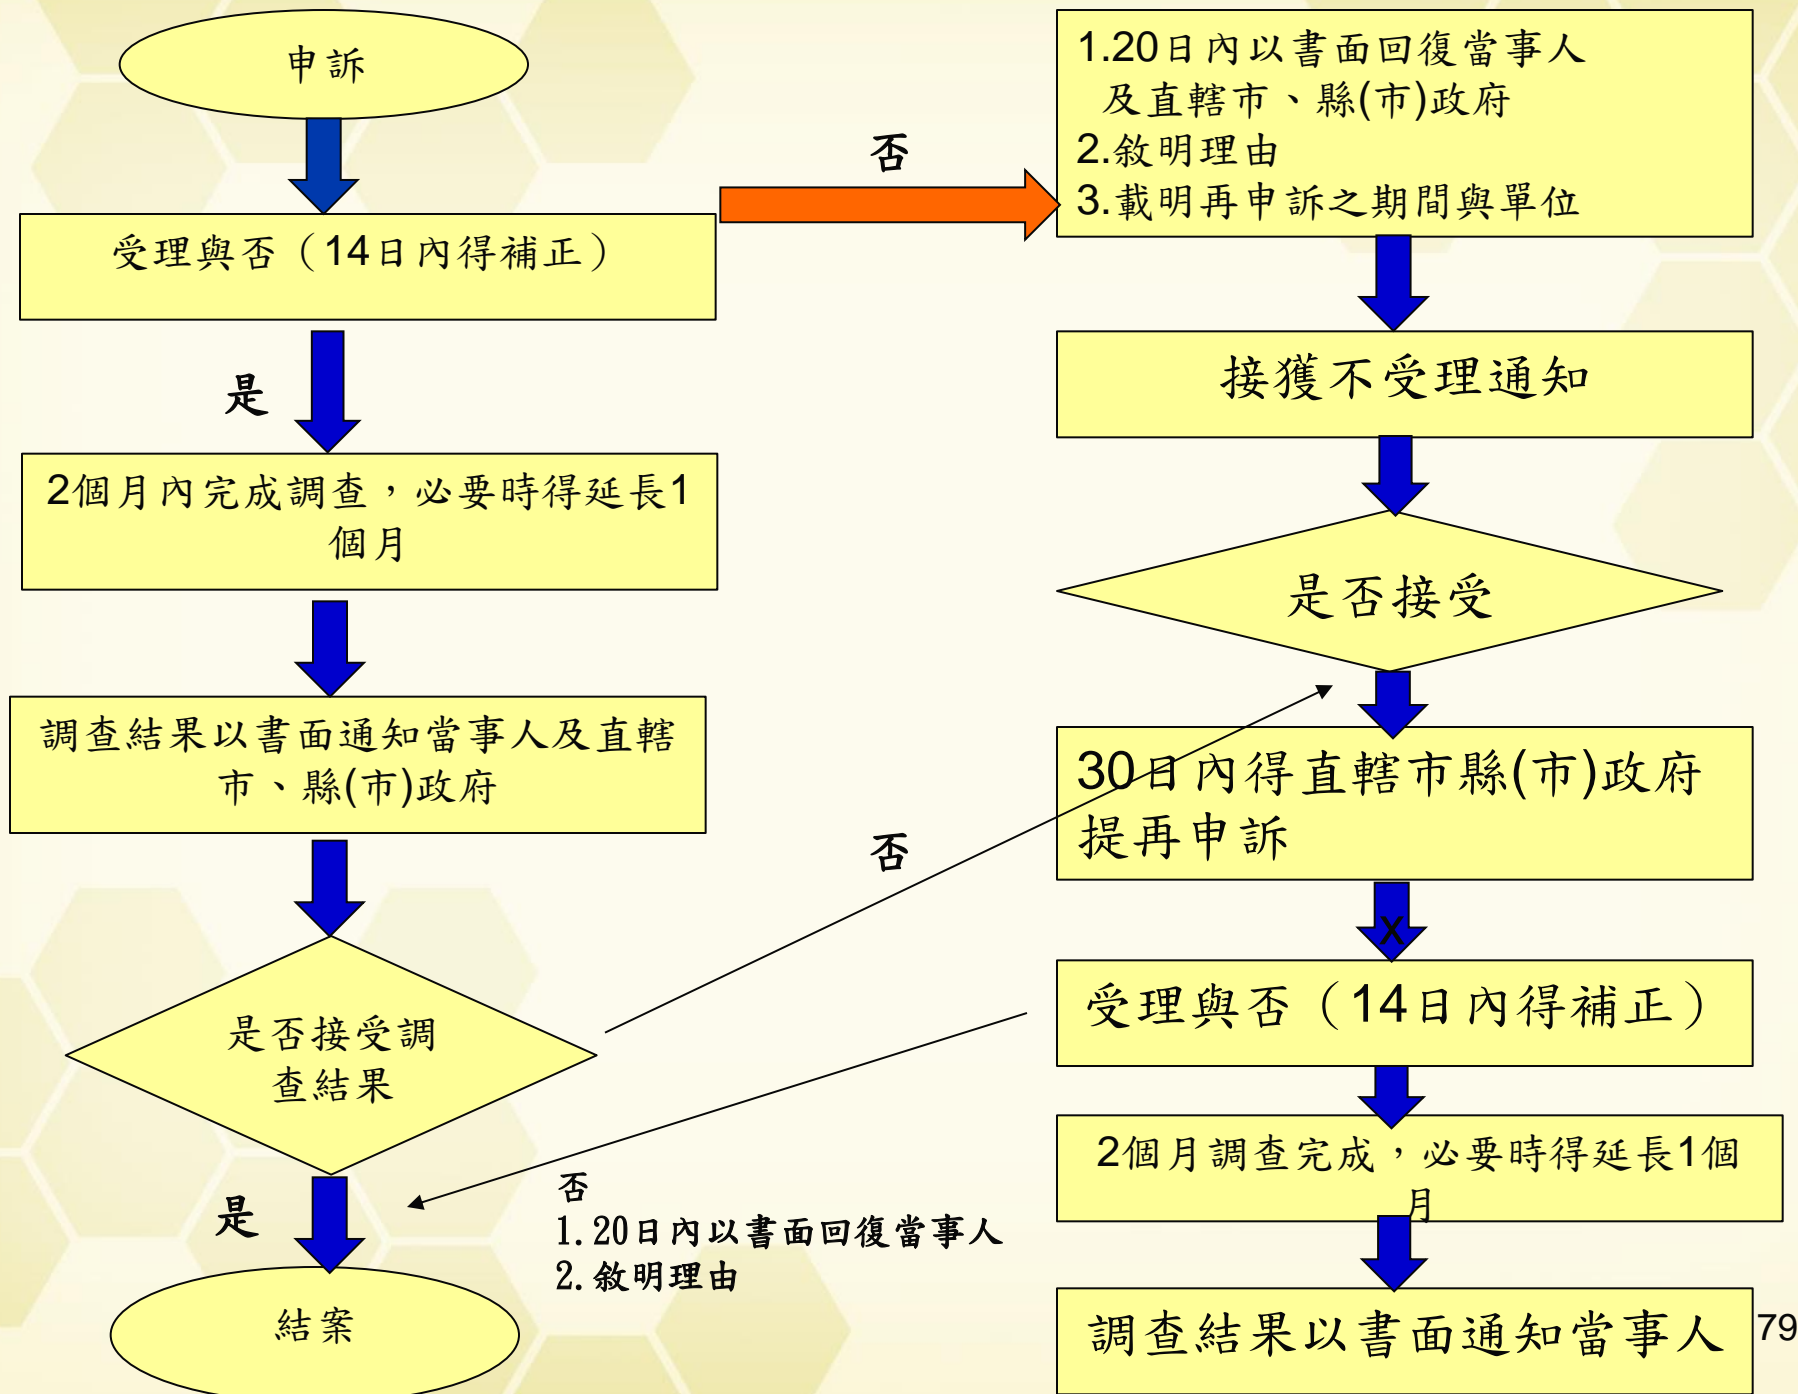 申訴
受理與否（14日內得補正）
是
2個月內完成調查，必要時得延長1
個月
調查結果以書面通知當事人及直轄
市、縣(市)政府
是否接受調
查結果
是
結案
否
1.20日內以書面回復當事人
及直轄市、縣(市)政府
2.敘明理由
3.載明再申訴之期間與單位
接獲不受理通知
是否接受
否
30日內得直轄市縣(市)政府
提再申訴
x
受理與否（14日內得補正）
否
1.20日內以書面回復當事人
2.敘明理由
2個月調查完成，必要時得延長1個
月
調查結果以書面通知當事人
79